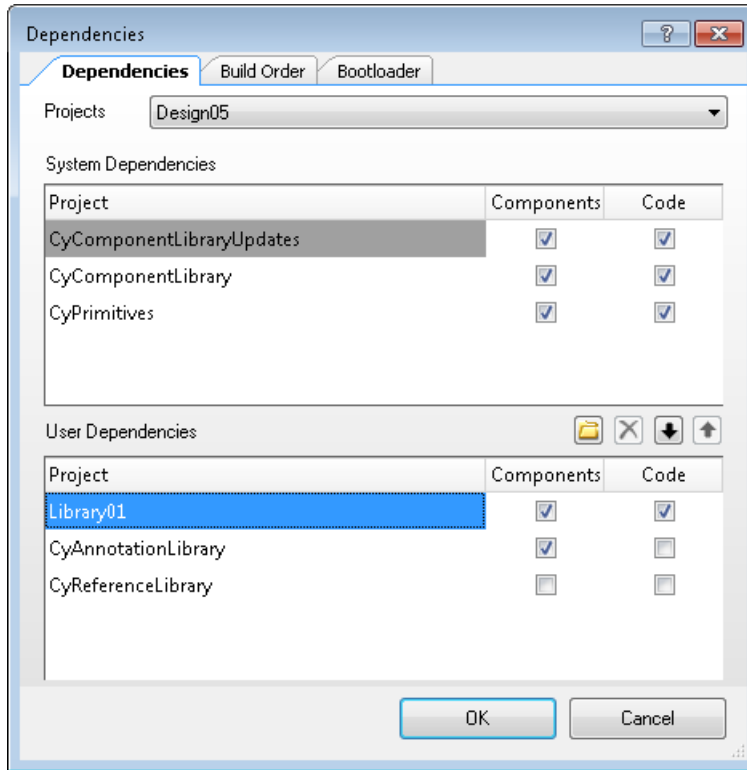 Dependencies
Dependencies Build Order Bootloader
Projects Design05
System Dependencies
Project Components Code
CyComponentLibraryUpdates
CyComponentLibrary
CyPrimitives
User Dependencies
Project Components Code
Library01
CyAnnotationLibrary
CyReferenceLibrary
OK Cancel